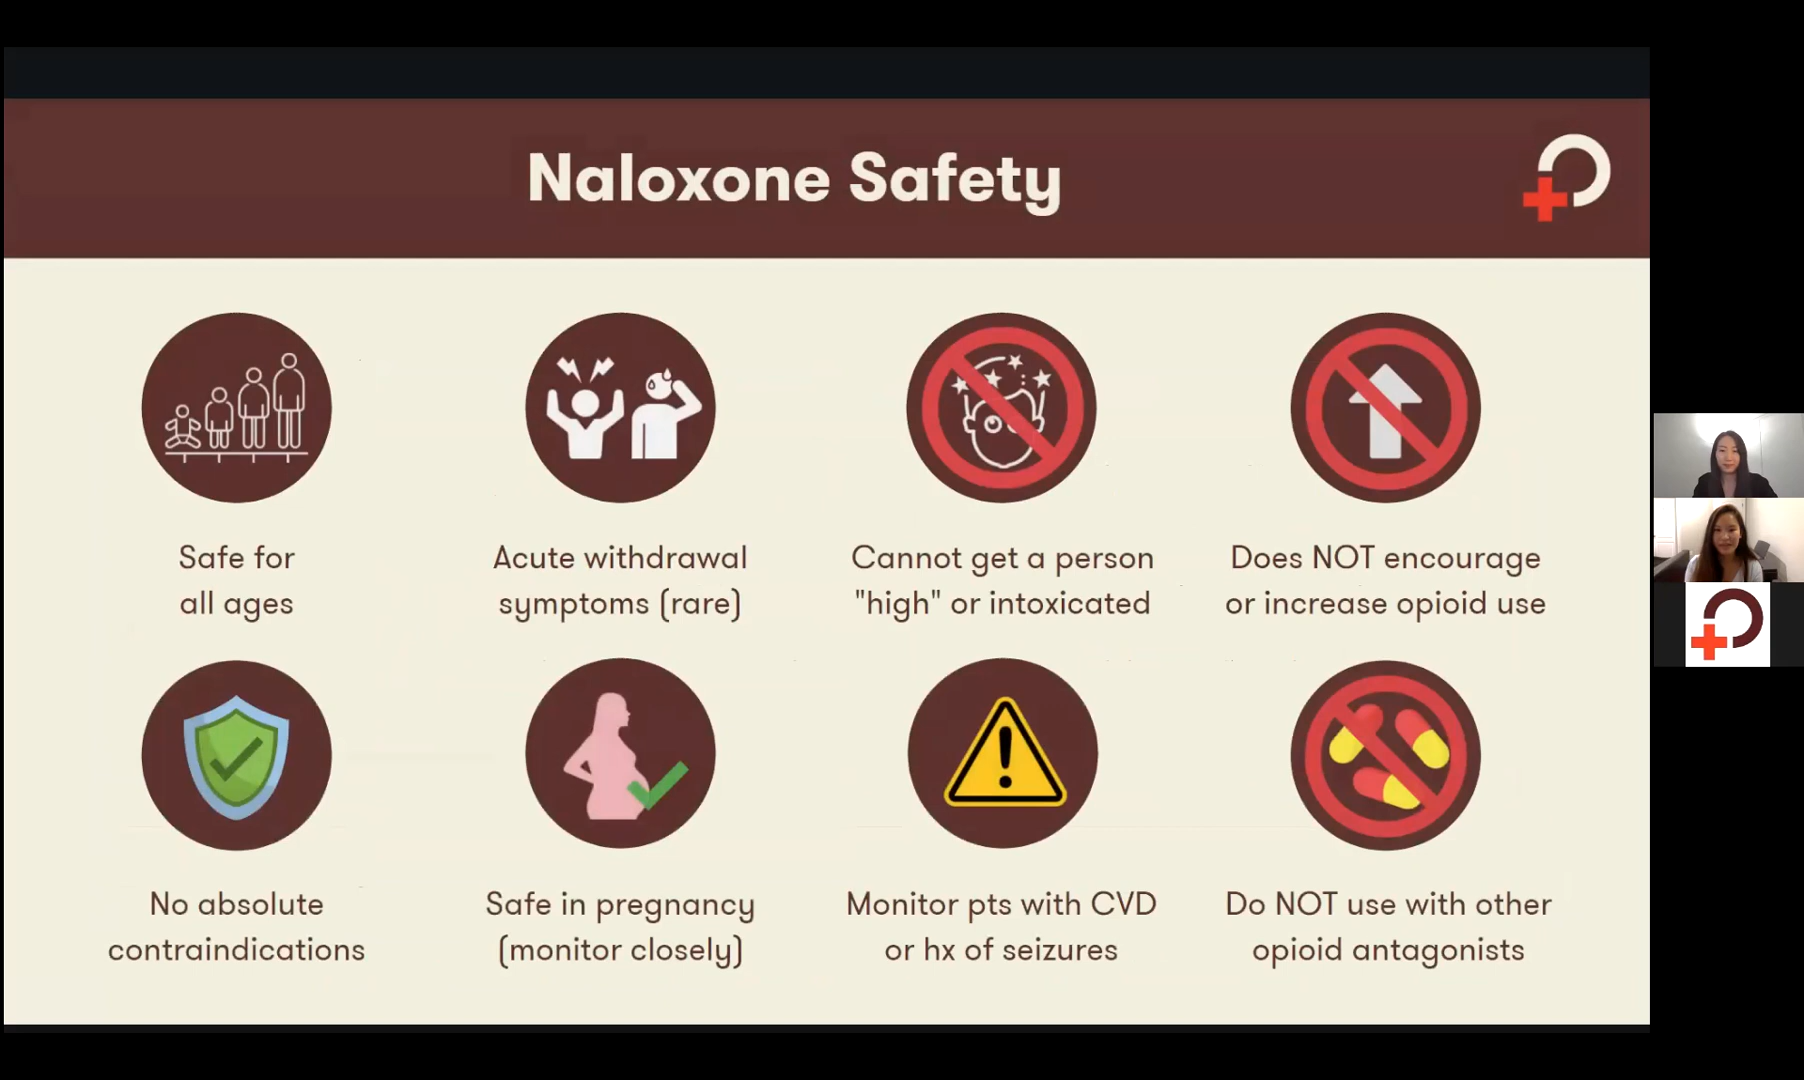 Naloxone Safety
Safe for
all ages
Acute withdrawal
symptoms (rare)
Cannot get a person
"high" or intoxicated
Does NOT encourage
or increase opioid use
No absolute
contraindications
Safe in pregnancy
(monitor closely)
Monitor pts with CVD
or hx of seizures
Do NOT use with other
opioid antagonists